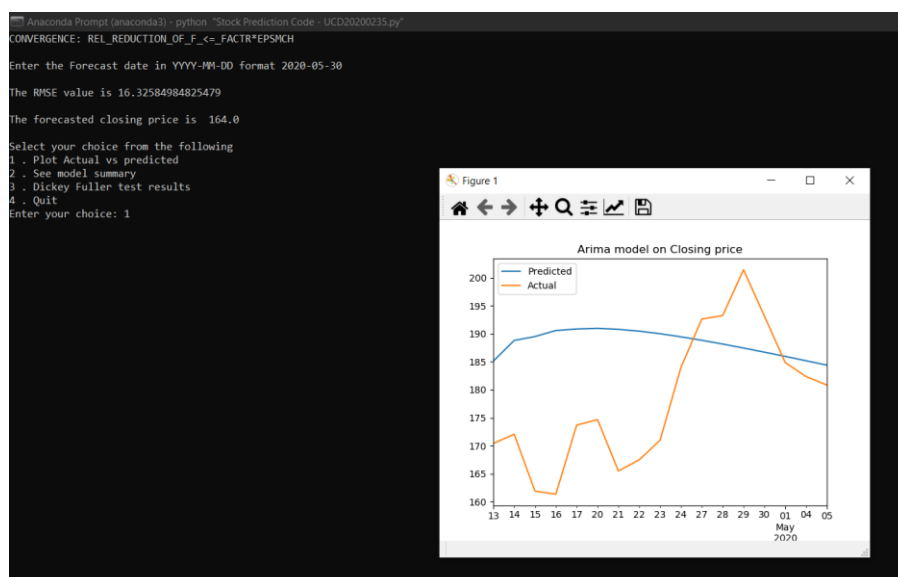 Anaconda Prompt (anaconda3) - python "Stock Prediction Code - UCD20200235.py"
CONVERGENCE: REL_REDUCTION_OF_F_<=_FACTR*EPSMCH
Enter the Forecast date in YYYY-MM-DD format 2020-05-30
The RMSE value is 16.32584984825479
The forecasted closing price is  164.0
Select your choice from the following
1 . Plot Actual vs predicted
2 . See model summary
3 . Dickey Fuller test results
4 . Quit
Enter your choice: 1
Figure 1
Arima model on Closing price
Predicted
Actual
200
195
190
185
180
175
170
165
160
13 14 15 16 17 20 21 22 23 24 27 28 29 30 01 04 05
May
2020